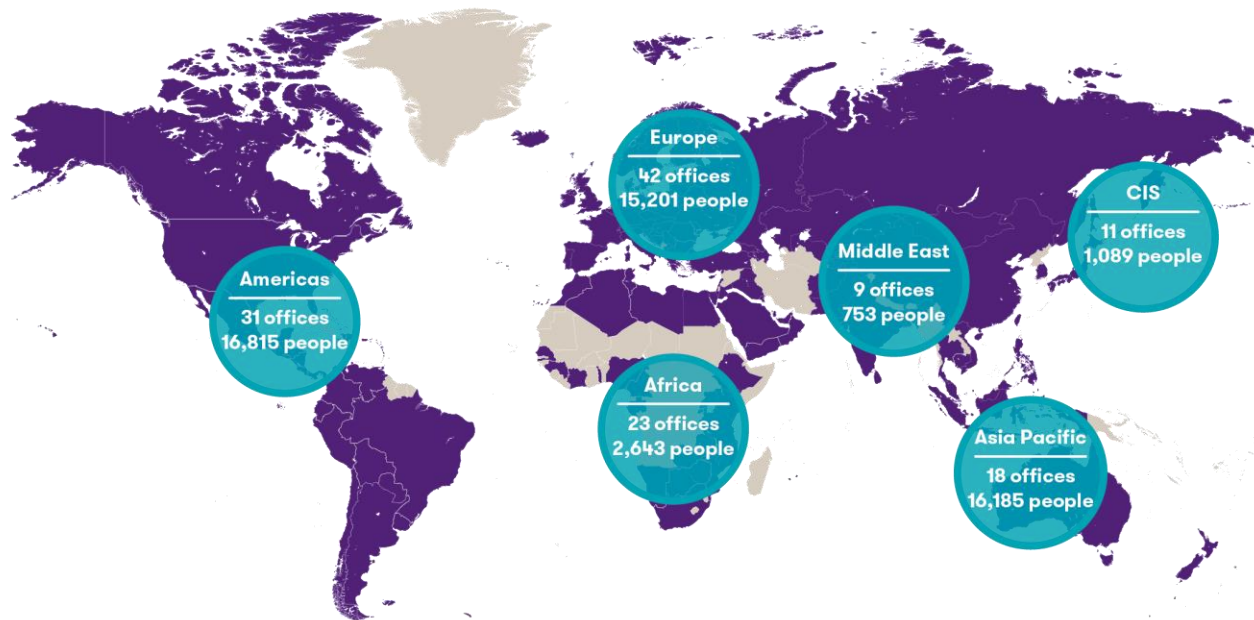 Europe
42 offices
15,201 people
CIS
11 offices
1,089 people
Middle East
9 offices
753 people
Americas
31 offices
16,815 people
Africa
23 offices
2,643 people
Asia Pacific
18 offices
16,185 people